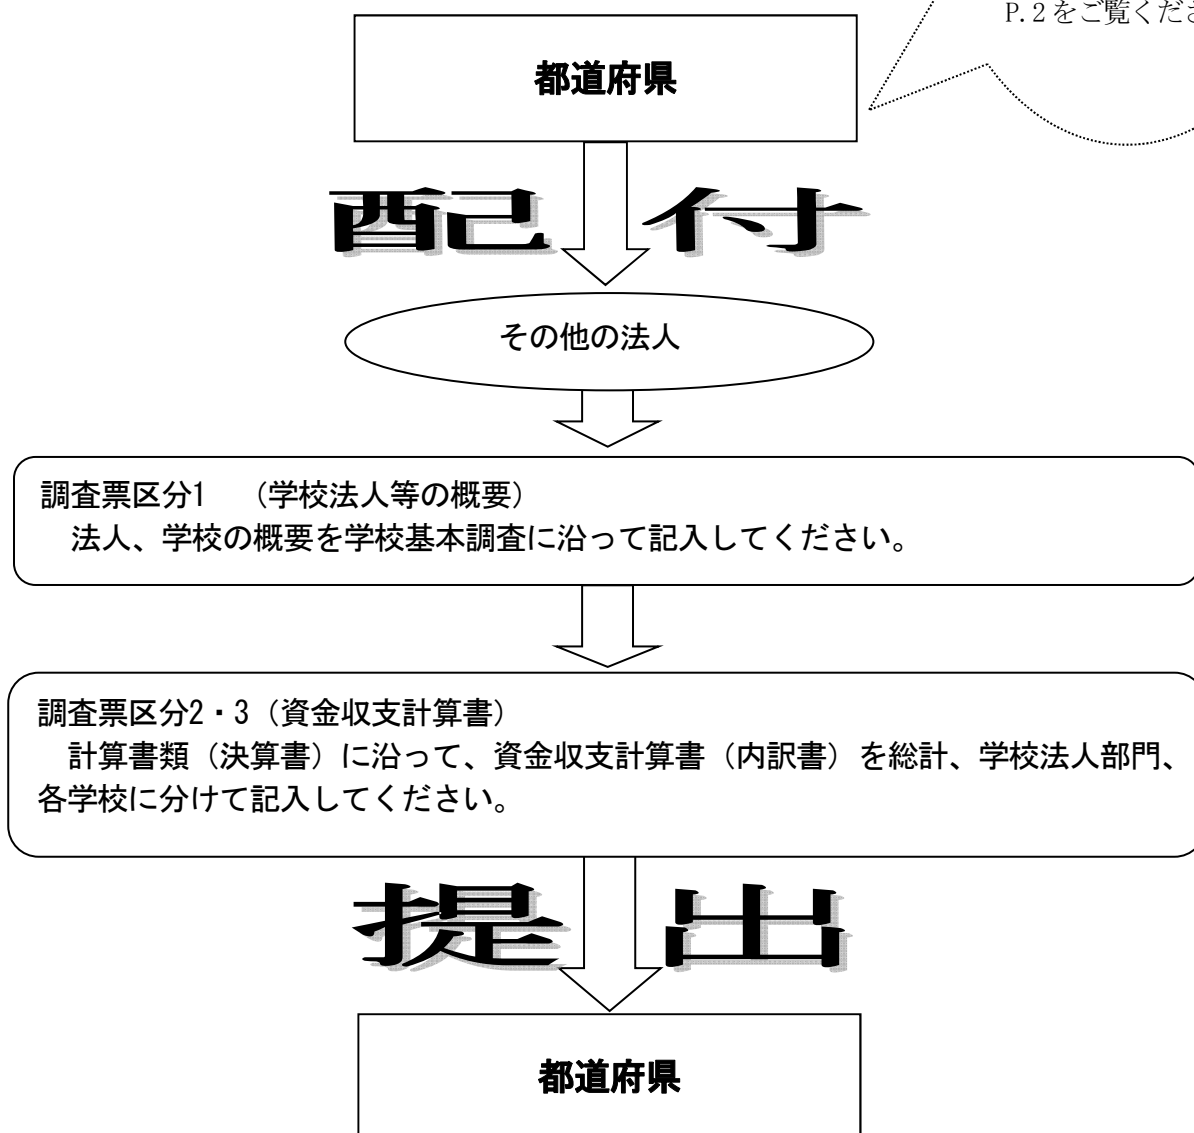 P.2をご覧くださ
都道府県
配付
その他の法人
調査票区分1　（学校法人等の概要）
法人、学校の概要を学校基本調査に沿って記入してください。
調査票区分2・3（資金収支計算書）
計算書類（決算書）に沿って、資金収支計算書（内訳書）を総計、学校法人部門、
各学校に分けて記入してください。
提出
都道府県